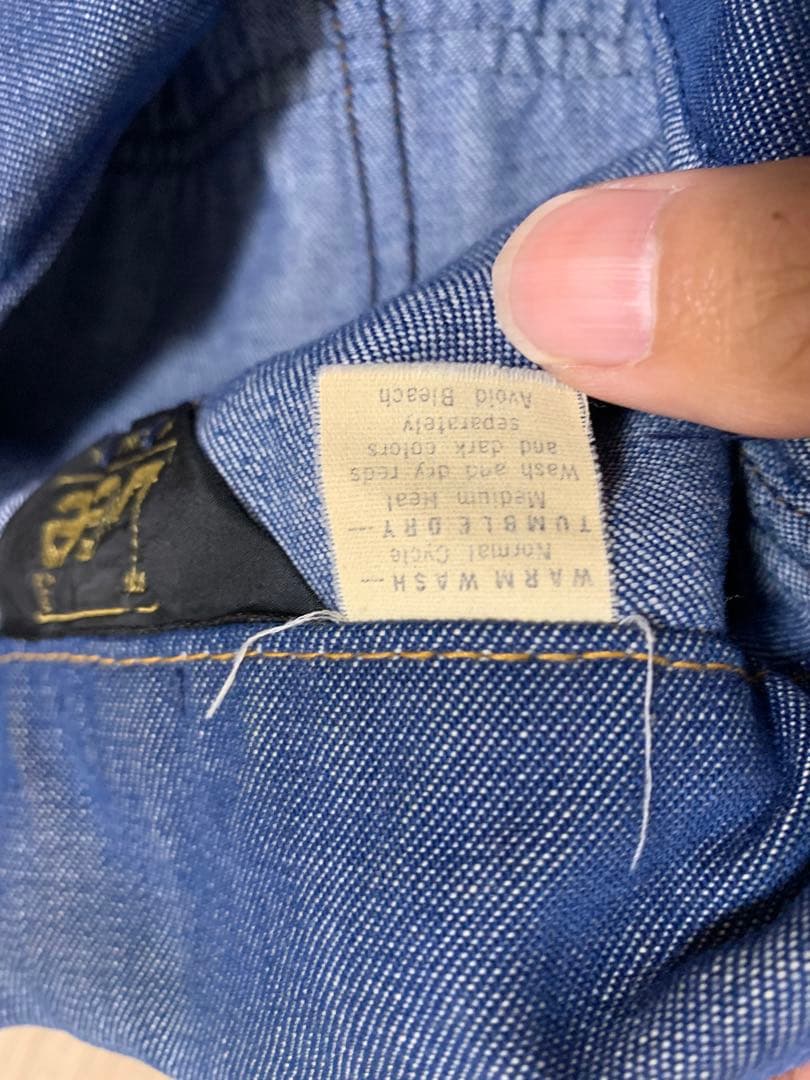 WARM WASH—
Normal Cycle
TUMBLE DRY—
Medium Heat
Wash and dry reds
and dark colors
separately
Avoid Bleach